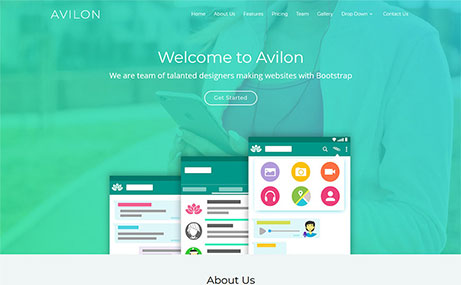 AVILON
Home About Us Features Pricing Team Gallery Drop Down Contact Us
Welcome to Avilon
We are team of talanted designers making websites with Bootstrap
Get Started
About Us